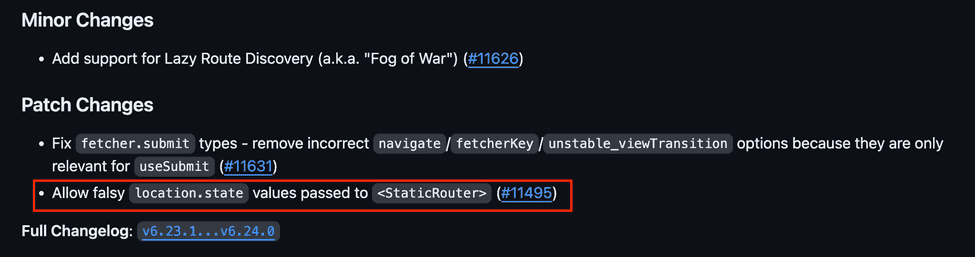 Minor Changes
• Add support for Lazy Route Discovery (a.k.a. "Fog of War") (#11626)
Patch Changes
• Fix fetcher.submit types - remove incorrect navigate/fetcherKey/unstable_viewTransition options because they are only
relevant for useSubmit (#11631)
• Allow falsy location.state values passed to <StaticRouter> (#11495)
Full Changelog: v6.23.1...v6.24.0